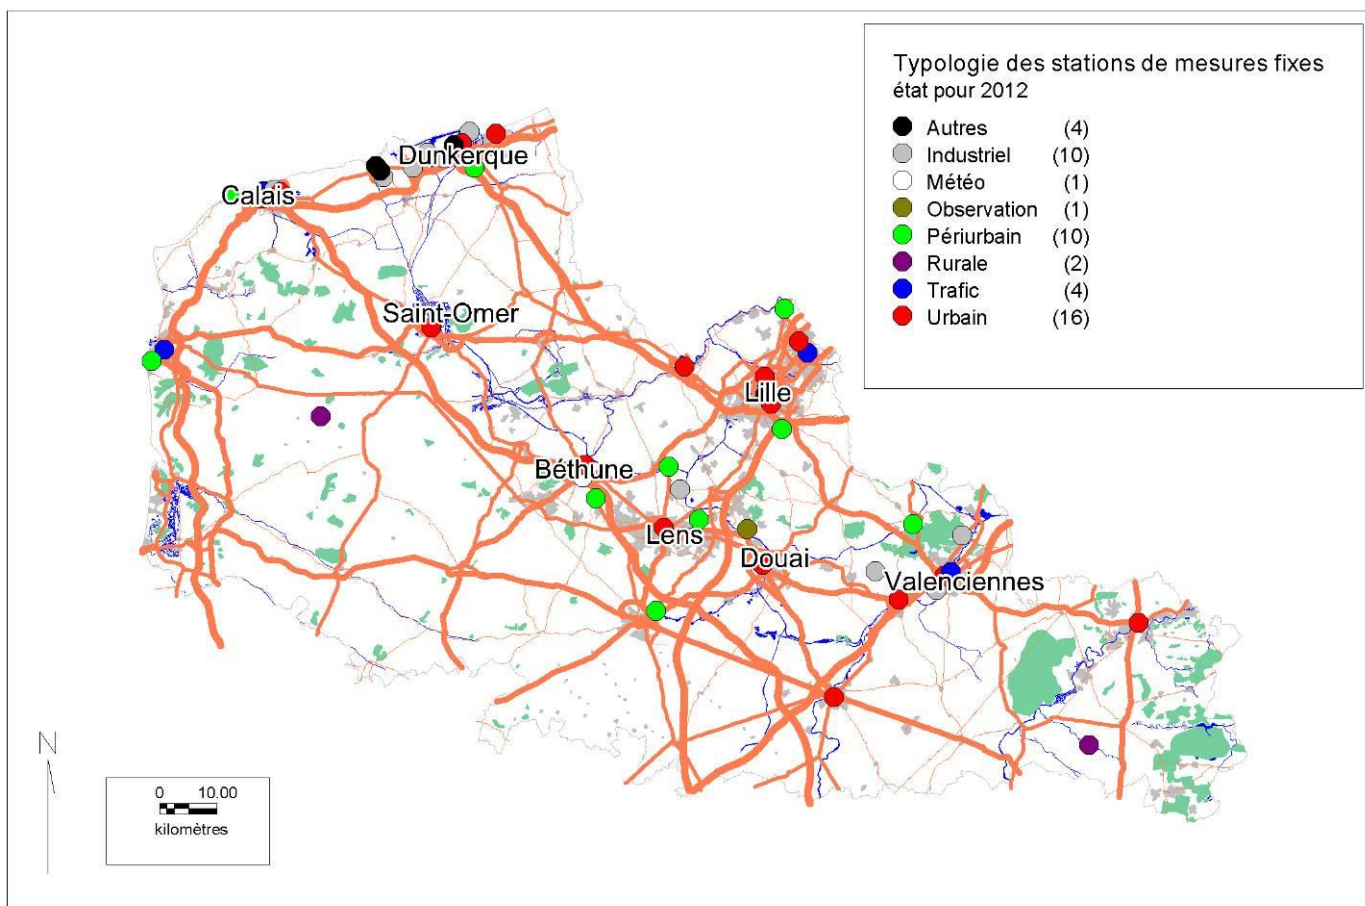 Typologie des stations de mesures fixes
état pour 2012
Autres (4)
Industriel (10)
Météo (1)
Observation (1)
Périurbain (10)
Rurale (2)
Trafic (4)
Urbain (16)
Dunkerque
Calais
Saint-Omer
Lille
Béthune
Lens
Douai
Valenciennes
N
0 10.00
kilomètres